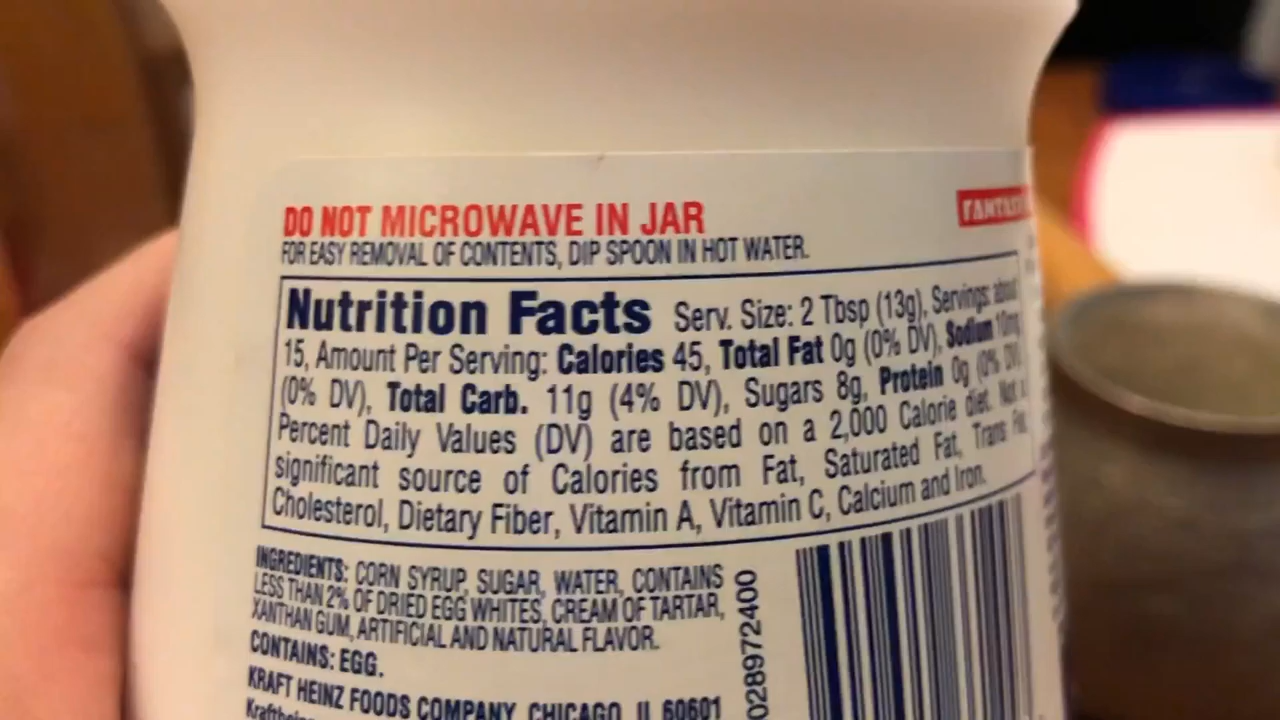 DO NOT MICROWAVE IN JAR
FOR EASY REMOVAL OF CONTENTS, DIP SPOON IN HOT WATER.
Nutrition Facts Serv. Size: 2 Tbsp (13g), Servings: about
15, Amount Per Serving: Calories 45, Total Fat 0g (0% DV), Sodium 10mg
(0% DV), Total Carb. 11g (4% DV), Sugars 8g, Protein 0g (0% DV).
Percent Daily Values (DV) are based on a 2,000 Calorie diet. Not a
significant source of Calories from Fat, Saturated Fat, Trans Fat,
Cholesterol, Dietary Fiber, Vitamin A, Vitamin C, Calcium and Iron.
INGREDIENTS: CORN SYRUP, SUGAR, WATER, CONTAINS
LESS THAN 2% OF DRIED EGG WHITES, CREAM OF TARTAR,
XANTHAN GUM, ARTIFICIAL AND NATURAL FLAVOR.
CONTAINS: EGG.
KRAFT HEINZ FOODS COMPANY, CHICAGO, IL 60601
028972400